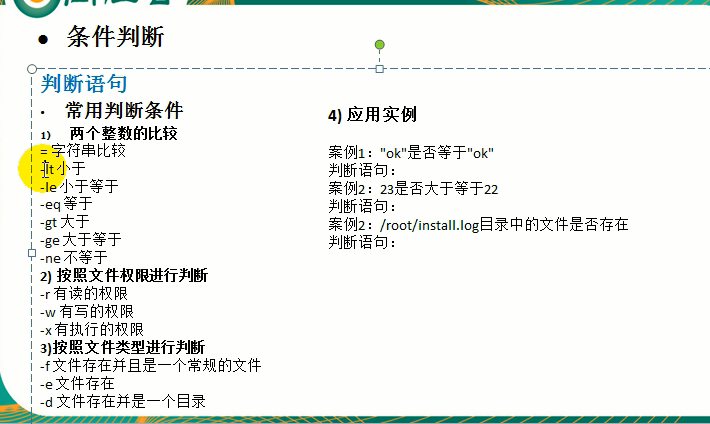 • 条件判断
判断语句
• 常用判断条件
1) 两个整数的比较
= 字符串比较
-lt 小于
-le 小于等于
-eq 等于
-gt 大于
-ge 大于等于
-ne 不等于
2) 按照文件权限进行判断
-r 有读的权限
-w 有写的权限
-x 有执行的权限
3)按照文件类型进行判断
-f 文件存在并且是一个常规的文件
-e 文件存在
-d 文件存在并是一个目录
4) 应用实例
案例1："ok"是否等于"ok"
判断语句：
案例2：23是否大于等于22
判断语句：
案例2：/root/install.log目录中的文件是否存在
判断语句：